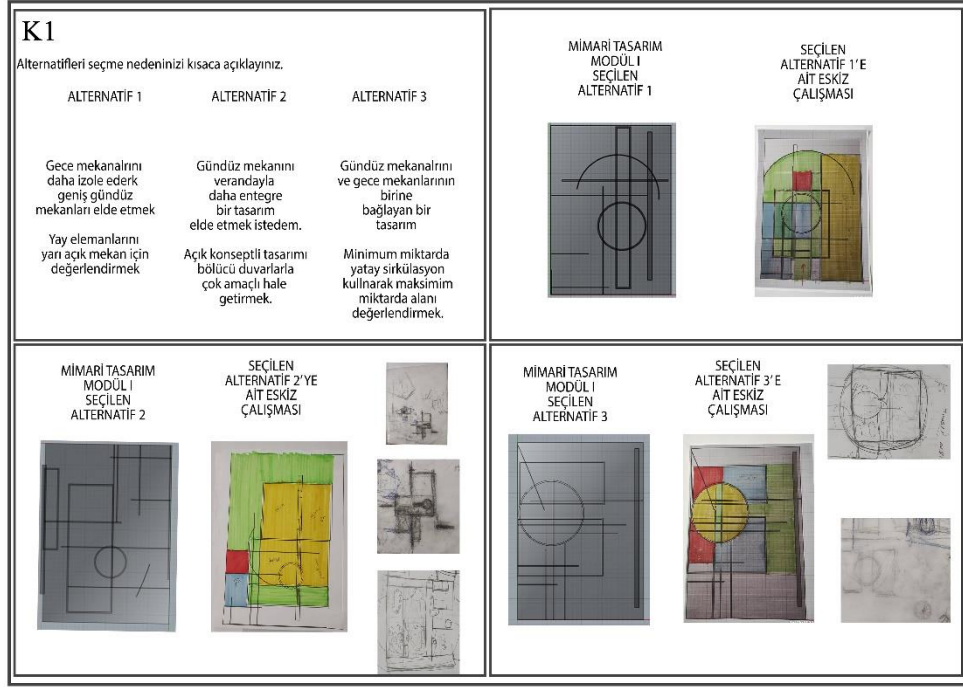 K1
Alternatifleri seçme nedeninizi kısaca açıklayınız.
ALTERNATİF 1
Gece mekanalrını
daha izole ederk
geniş gündüz
mekanları elde etmek
Yay elemanlarını
yarı açık mekan için
değerlendirmek
ALTERNATİF 2
Gündüz mekanını
verandayla
daha entegre
bir tasarım
elde etmek istedem.
Açık konseptli tasarımı
bölücü duvarlarla
çok amaçlı hale
getirmek.
ALTERNATİF 3
Gündüz mekanalrını
ve gece mekanlarının
birine
bağlayan bir
tasarım
Minimum miktarda
yatay sirkülasyon
kullnarak maksimim
miktarda alanı
değerlendirmek.
MİMARİ TASARIM
MODÜL I
SEÇİLEN
ALTERNATİF 1
SEÇİLEN
ALTERNATİF 1'E
AİT ESKİZ
ÇALIŞMASI
MİMARİ TASARIM
MODÜL I
SEÇİLEN
ALTERNATİF 2
SEÇİLEN
ALTERNATİF 2'YE
AİT ESKİZ
ÇALIŞMASI
MİMARİ TASARIM
MODÜL I
SEÇİLEN
ALTERNATİF 3
SEÇİLEN
ALTERNATİF 3'E
AİT ESKİZ
ÇALIŞMASI